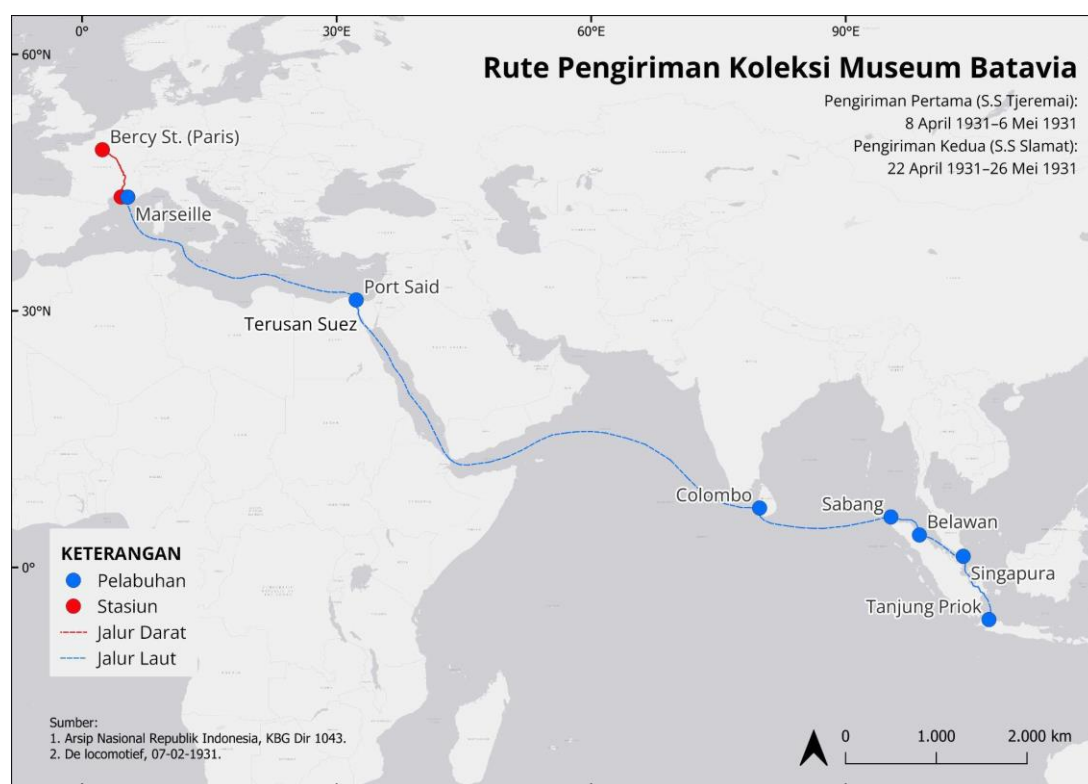 0°
30°E
60°E
90°E
60°N
Rute Pengiriman Koleksi Museum Batavia
Pengiriman Pertama (S.S Tjeremai):
8 April 1931–6 Mei 1931
Pengiriman Kedua (S.S Slamat):
22 April 1931–26 Mei 1931
Bercy St. (Paris)
Marseille
Port Said
30°N
Terusan Suez
Colombo
Sabang
Belawan
Singapura
Tanjung Priok
0°
KETERANGAN
Pelabuhan
Stasiun
Jalur Darat
Jalur Laut
Sumber:
1. Arsip Nasional Republik Indonesia, KBG Dir 1043.
2. De locomotief, 07-02-1931.
0 1.000 2.000 km